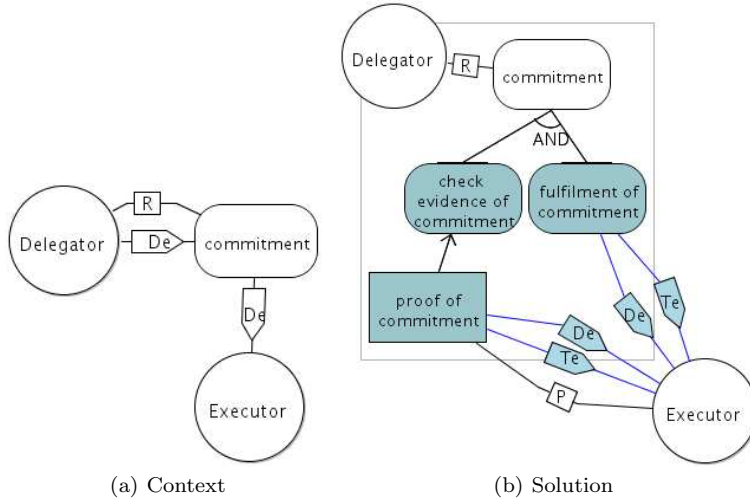 Delegator
R
De
commitment
De
Executor
(a) Context
Delegator
R
commitment
AND
check
evidence of
commitment
fulfilment of
commitment
proof of
commitment
De
Te
De
Te
P
Executor
(b) Solution